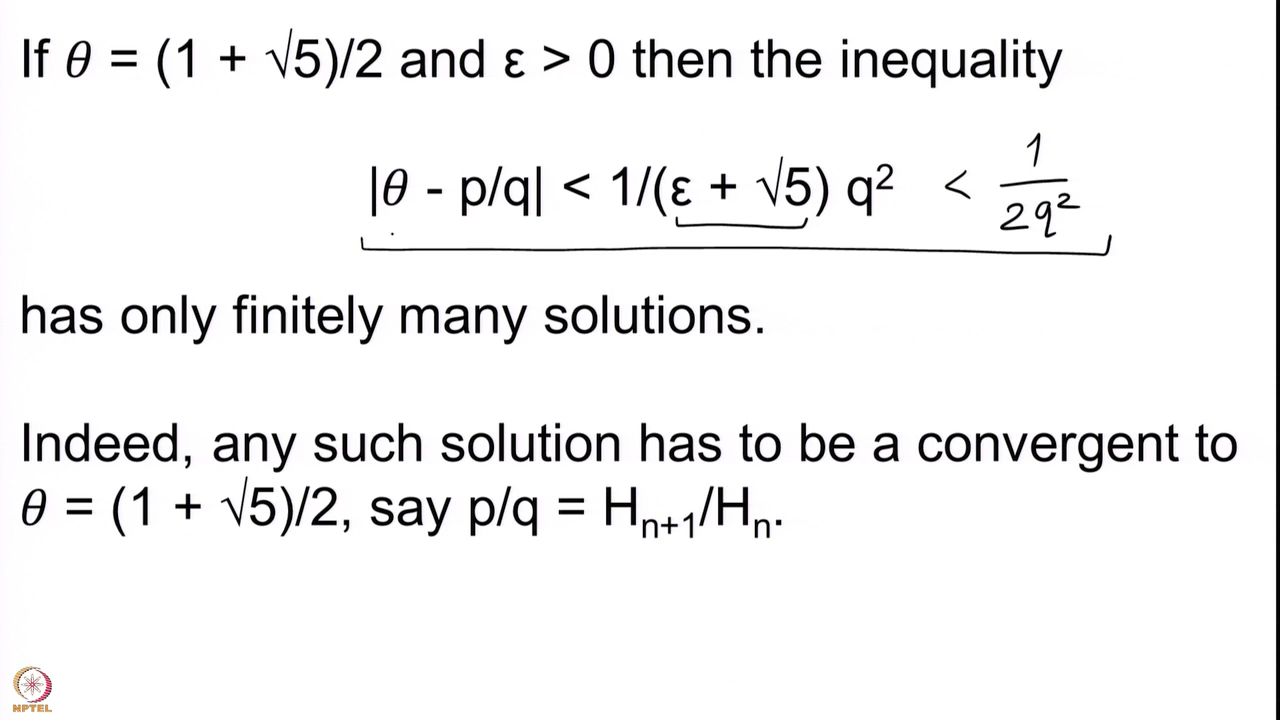 If θ = (1 + √5)/2 and ε > 0 then the inequality
|θ - p/q| < 1/(ε + √5) q² < 1/2q²
has only finitely many solutions.
Indeed, any such solution has to be a convergent to
θ = (1 + √5)/2, say p/q = Hₙ₊₁/Hₙ.
NPTEL